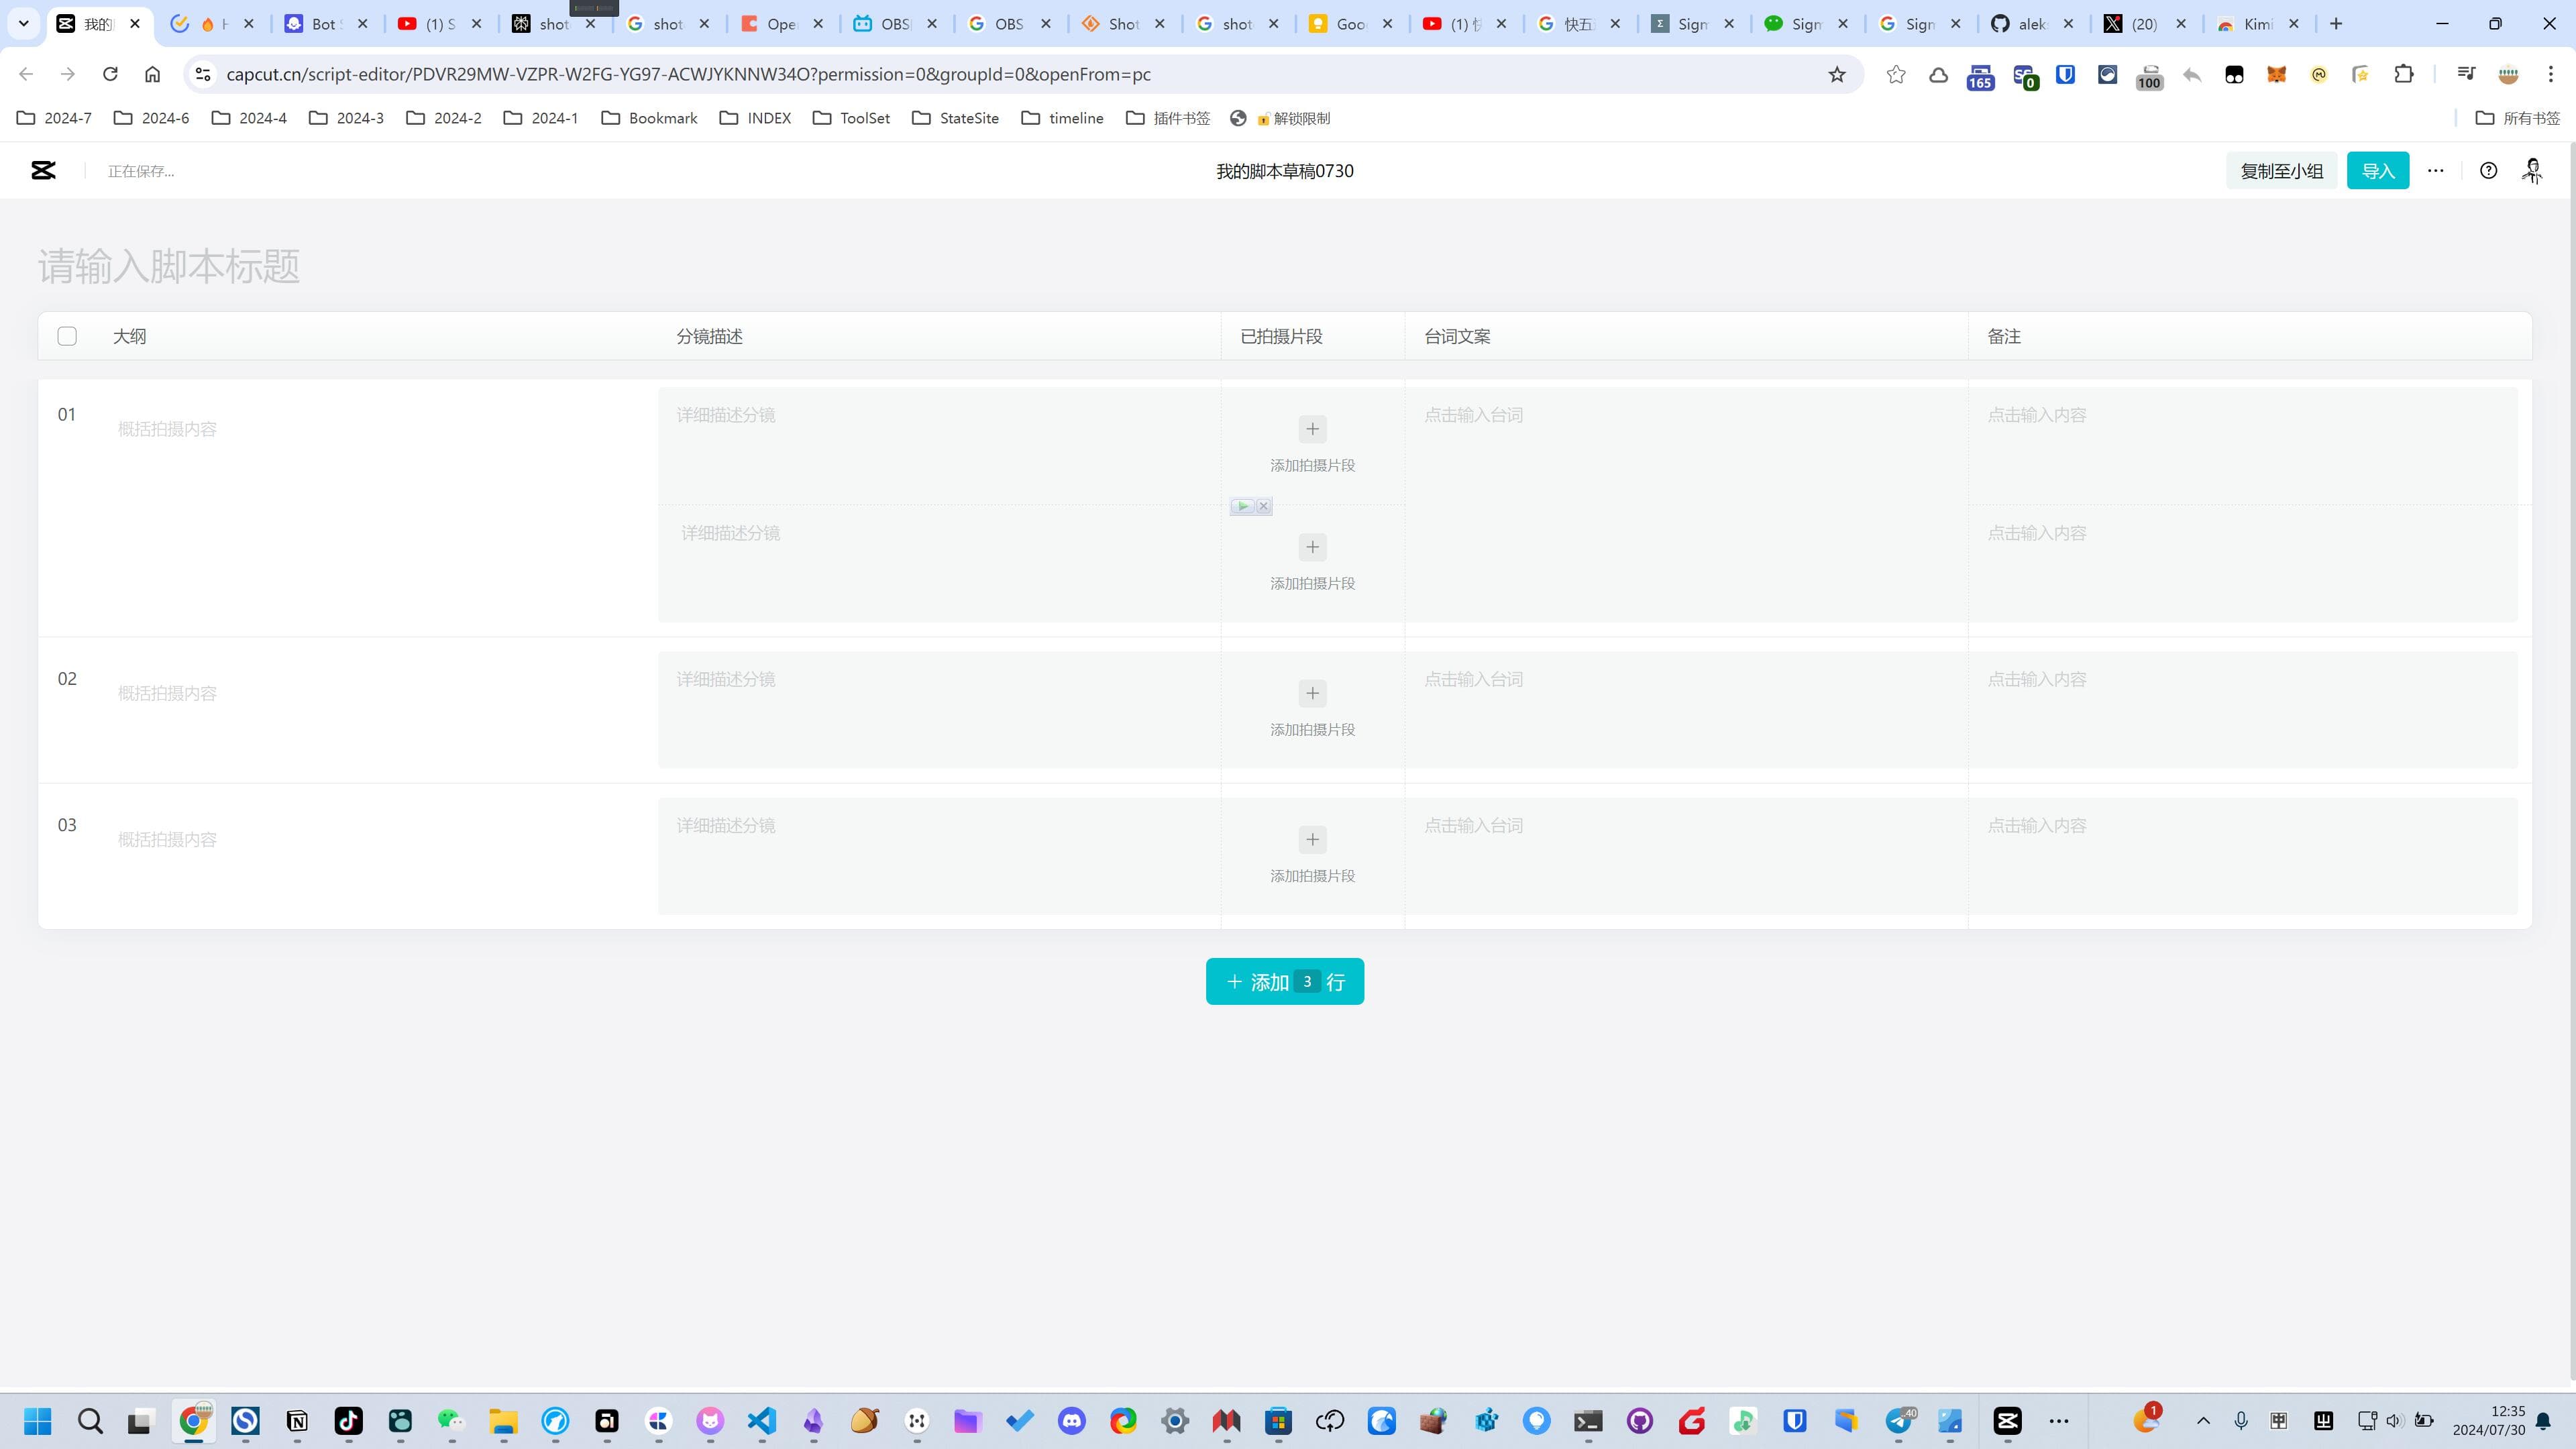 我的
H
Bot S
(1) S
shot
shot
Ope
OBS
OBS
Shot
shot
Goo
(1) 快
快五
Sigm
Sigm
Sigm
alek
(20)
Kimi
capcut.cn/script-editor/PDVR29MW-VZPR-W2FG-YG97-ACWJYKNNW34O?permission=0&groupId=0&openFrom=pc
165
0
100
2024-7
2024-6
2024-4
2024-3
2024-2
2024-1
Bookmark
INDEX
ToolSet
StateSite
timeline
插件书签
🔓解锁限制
所有书签
正在保存...
我的脚本草稿0730
复制至小组
导入
请输入脚本标题
大纲 分镜描述 已拍摄片段 台词文案 备注
01
概括拍摄内容
详细描述分镜
添加拍摄片段
点击输入台词
点击输入内容
详细描述分镜
添加拍摄片段
点击输入内容
02
概括拍摄内容
详细描述分镜
添加拍摄片段
点击输入台词
点击输入内容
03
概括拍摄内容
详细描述分镜
添加拍摄片段
点击输入台词
点击输入内容
+ 添加 3 行
40
1
12:35
2024/07/30